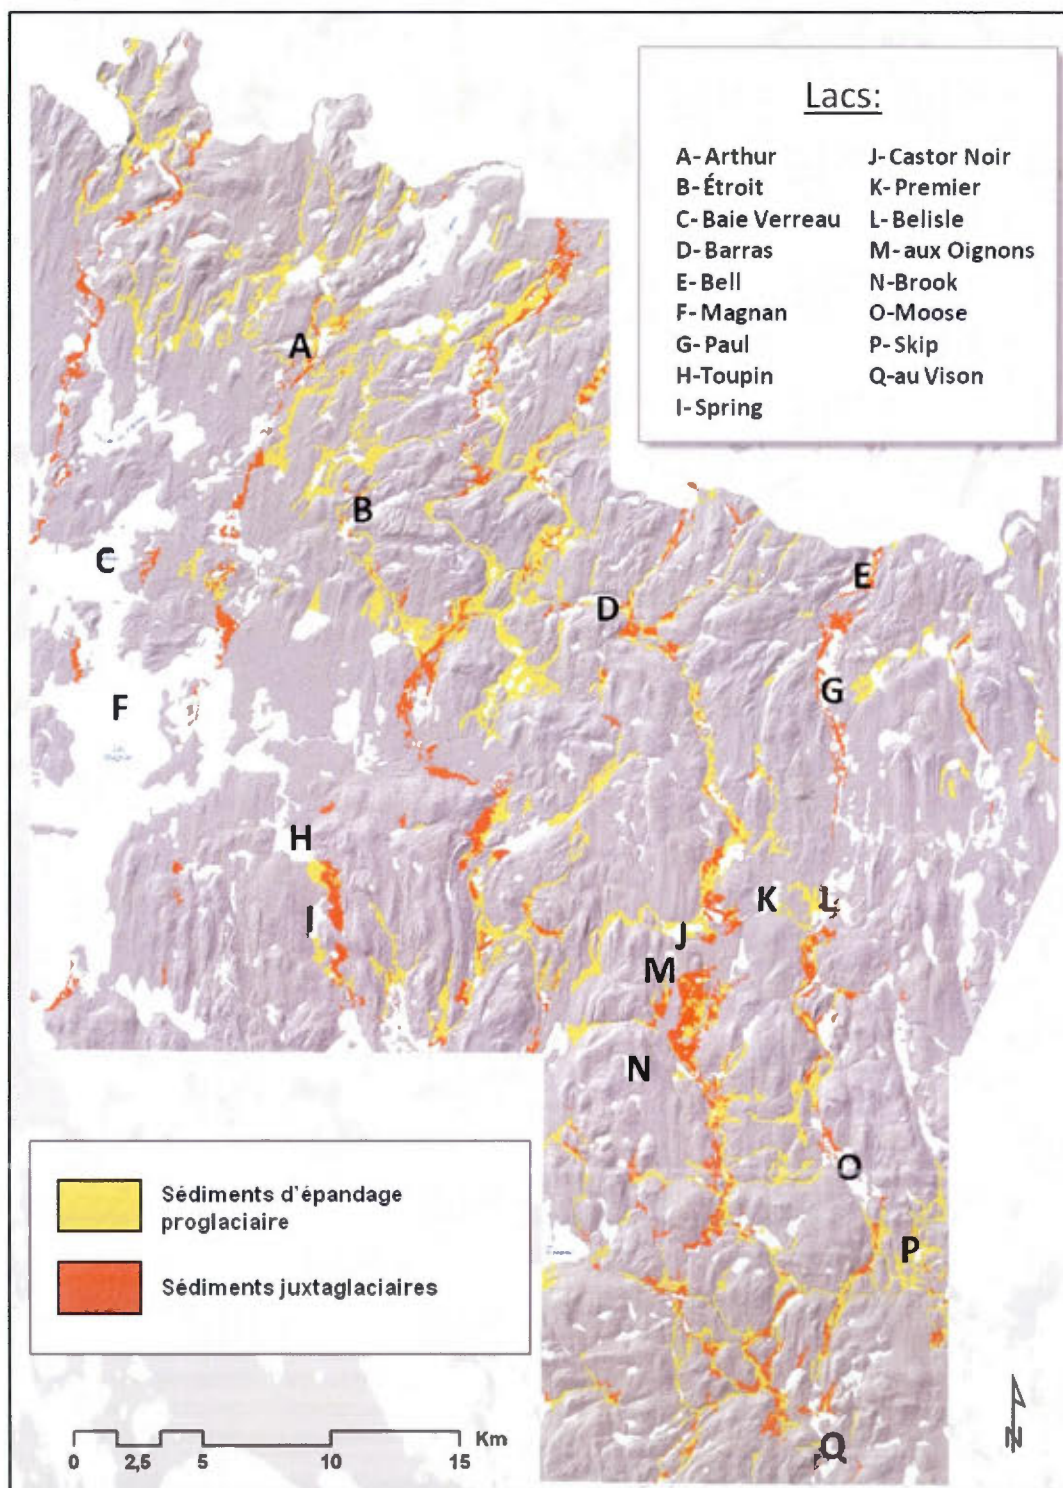 Lacs:
A- Arthur
B- Étroit
C- Baie Verreau
D- Barras
E- Bell
F- Magnan
G- Paul
H-Toupin
I- Spring
J- Castor Noir
K- Premier
L- Belisle
M- aux Oignons
N-Brook
O-Moose
P- Skip
Q-au Vison
A
B
C
D
E
F
G
H
I
J
K
L
M
N
O
P
Q
Sédiments d'épandage
proglaciaire
Sédiments juxtaglaciaires
0 2,5 5 10 15 Km
N